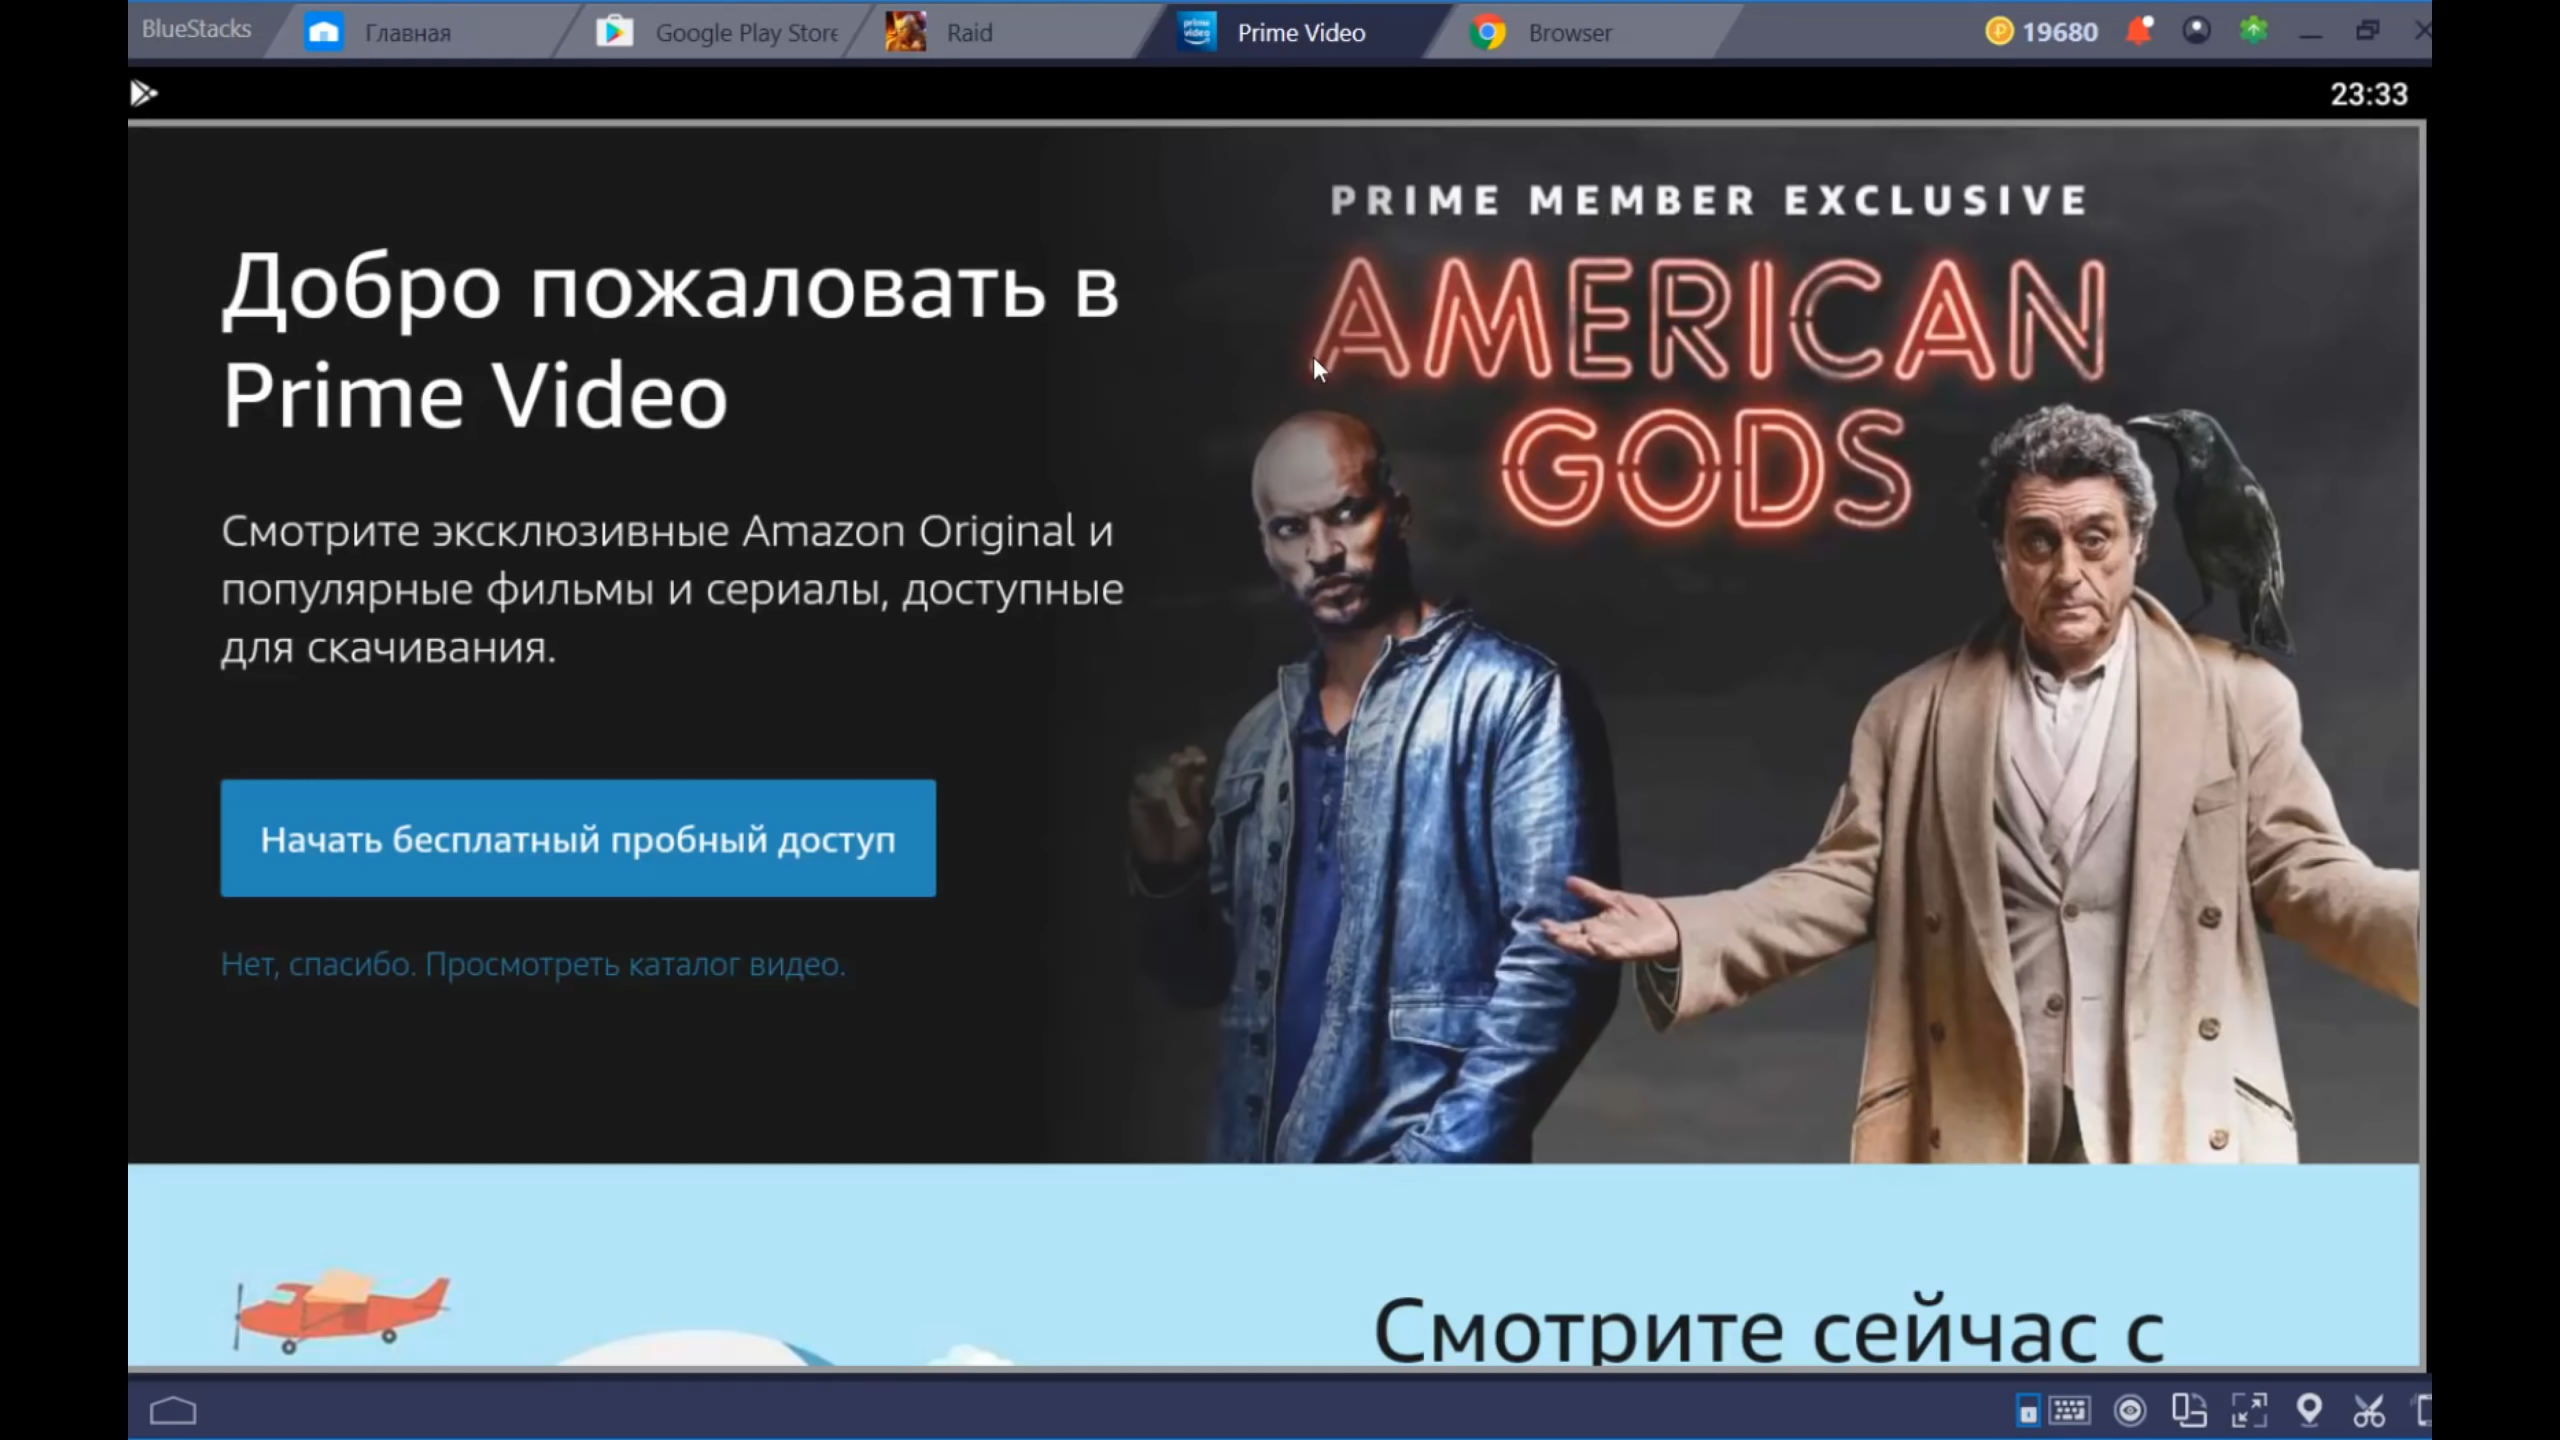 BlueStacks
Главная
Google Play Store
Raid
prime video
Prime Video
Browser
19680
23:33
PRIME MEMBER EXCLUSIVE
AMERICAN
GODS
Добро пожаловать в
Prime Video
Смотрите эксклюзивные Amazon Original и
популярные фильмы и сериалы, доступные
для скачивания.
Начать бесплатный пробный доступ
Нет, спасибо. Просмотреть каталог видео.
Смотрите сейчас с